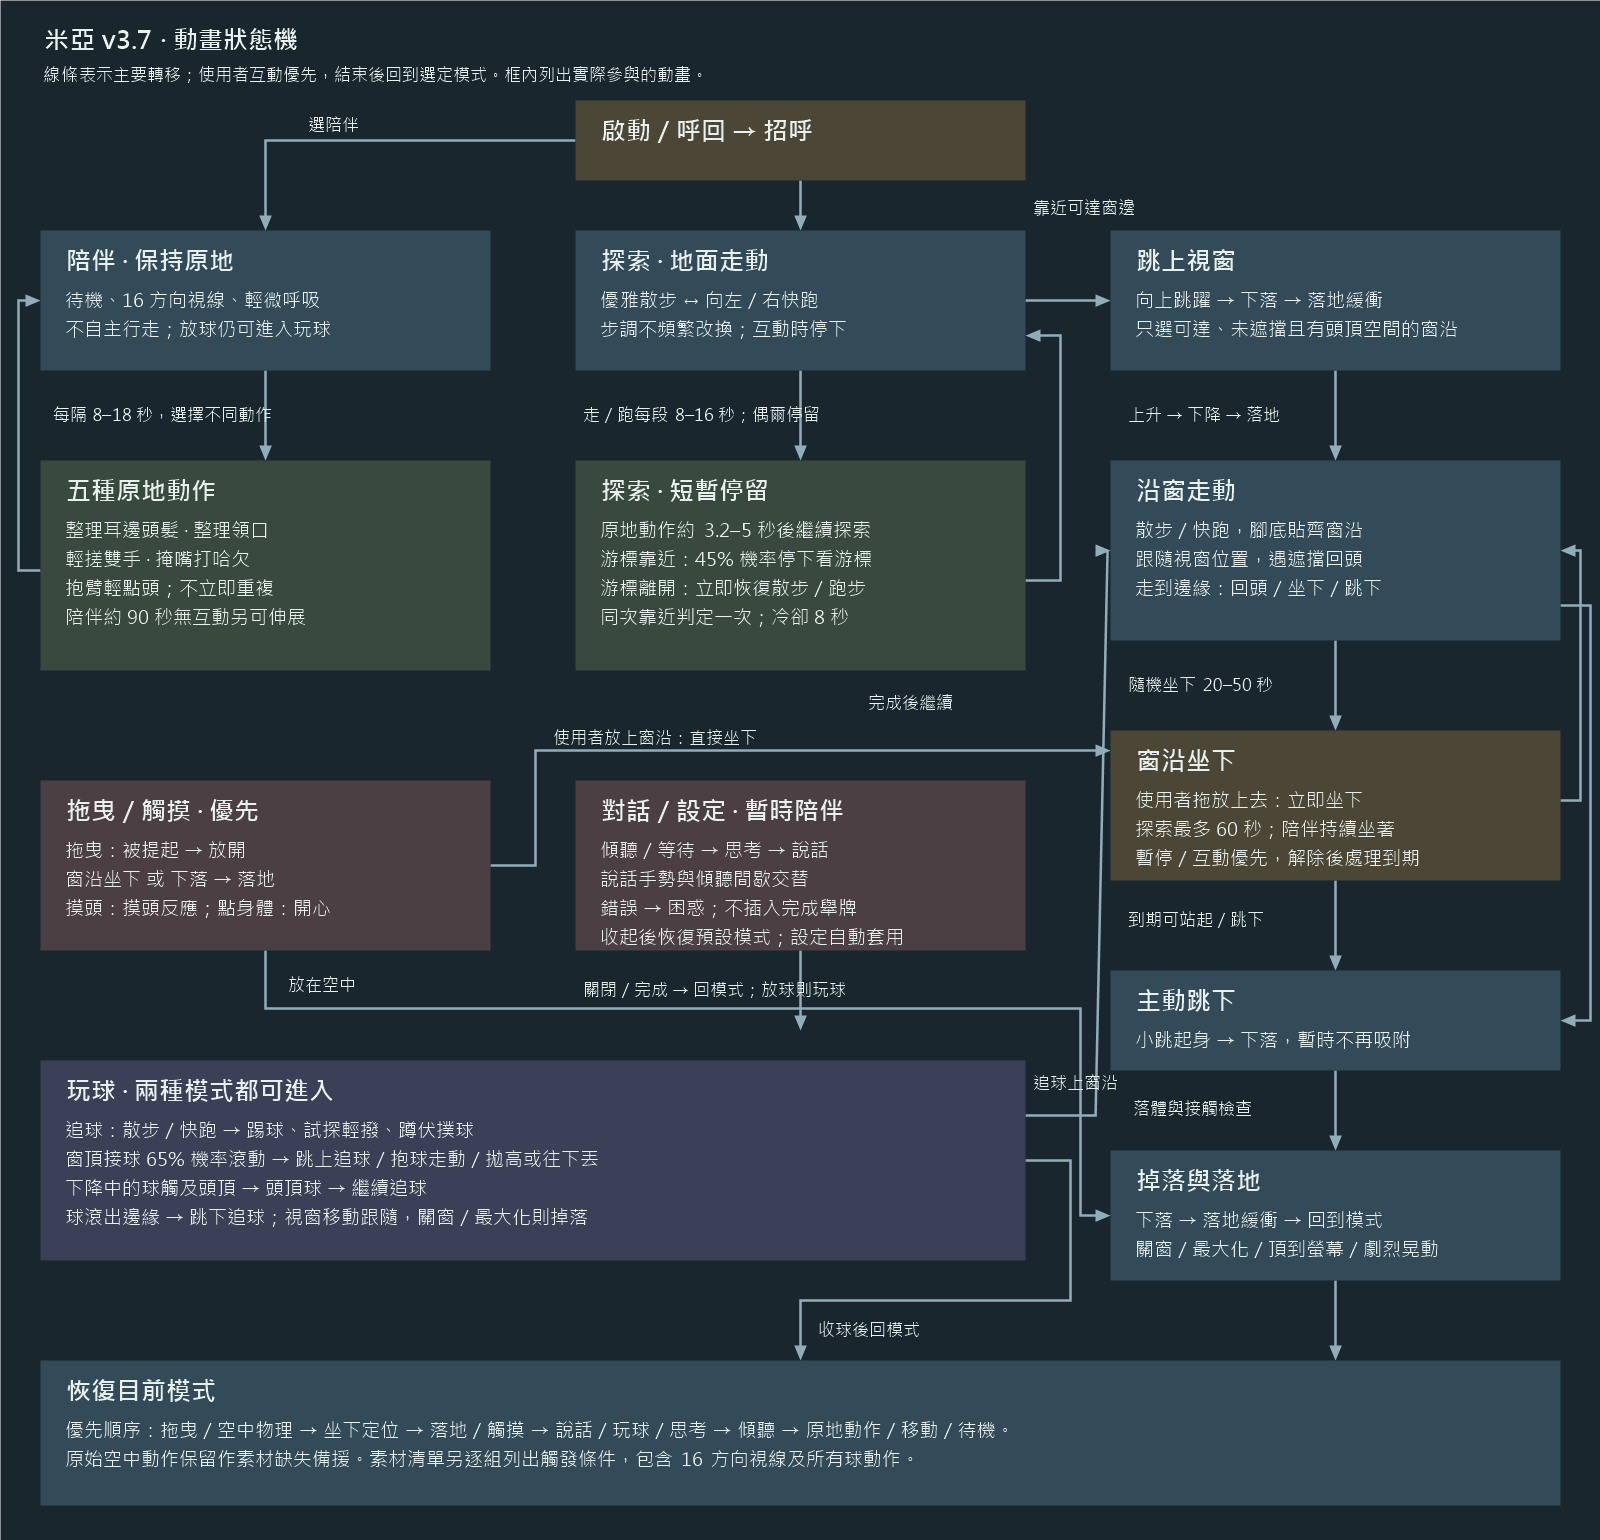 米亞 v3.7 · 動畫狀態機
線條表示主要轉移；使用者互動優先，結束後回到選定模式。框內列出實際參與的動畫。
選陪伴
啟動 / 呼回 → 招呼
靠近可達窗邊
陪伴 · 保持原地
待機、16 方向視線、輕微呼吸
不自主行走；放球仍可進入玩球
探索 · 地面走動
優雅散步 ↔ 向左 / 右快跑
步調不頻繁改換；互動時停下
跳上視窗
向上跳躍 → 下落 → 落地緩衝
只選可達、未遮擋且有頭頂空間的窗沿
每隔 8–18 秒，選擇不同動作
走 / 跑每段 8–16 秒；偶爾停留
上升 → 下降 → 落地
五種原地動作
整理耳邊頭髮 · 整理領口
輕搓雙手 · 掩嘴打哈欠
抱臂輕點頭；不立即重複
陪伴約 90 秒無互動另可伸展
探索 · 短暫停留
原地動作約 3.2–5 秒後繼續探索
游標靠近：45% 機率停下看游標
游標離開：立即恢復散步 / 跑步
同次靠近判定一次；冷卻 8 秒
沿窗走動
散步 / 快跑，腳底貼齊窗沿
跟隨視窗位置，遇遮擋回頭
走到邊緣：回頭 / 坐下 / 跳下
隨機坐下 20–50 秒
完成後繼續
使用者放上窗沿：直接坐下
窗沿坐下
使用者拖放上去：立即坐下
探索最多 60 秒；陪伴持續坐著
暫停 / 互動優先，解除後處理到期
拖曳 / 觸摸 · 優先
拖曳：被提起 → 放開
窗沿坐下 或 下落 → 落地
摸頭：摸頭反應；點身體：開心
對話 / 設定 · 暫時陪伴
傾聽 / 等待 → 思考 → 說話
說話手勢與傾聽間歇交替
錯誤 → 困惑；不插入完成舉牌
收起後恢復預設模式；設定自動套用
到期可站起 / 跳下
放在空中
關閉 / 完成 → 回模式；放球則玩球
主動跳下
小跳起身 → 下落，暫時不再吸附
追球上窗沿
落體與接觸檢查
玩球 · 兩種模式都可進入
追球：散步 / 快跑 → 踢球、試探輕撥、蹲伏撲球
窗頂接球 65% 機率滾動 → 跳上追球 / 抱球走動 / 拋高或往下丟
下降中的球觸及頭頂 → 頭頂球 → 繼續追球
球滾出邊緣 → 跳下追球；視窗移動跟隨，關窗 / 最大化則掉落
掉落與落地
下落 → 落地緩衝 → 回到模式
關窗 / 最大化 / 頂到螢幕 / 劇烈晃動
收球後回模式
恢復目前模式
優先順序：拖曳 / 空中物理 → 坐下定位 → 落地 / 觸摸 → 說話 / 玩球 / 思考 → 傾聽 → 原地動作 / 移動 / 待機。
原始空中動作保留作素材缺失備援。素材清單另逐組列出觸發條件，包含 16 方向視線及所有球動作。